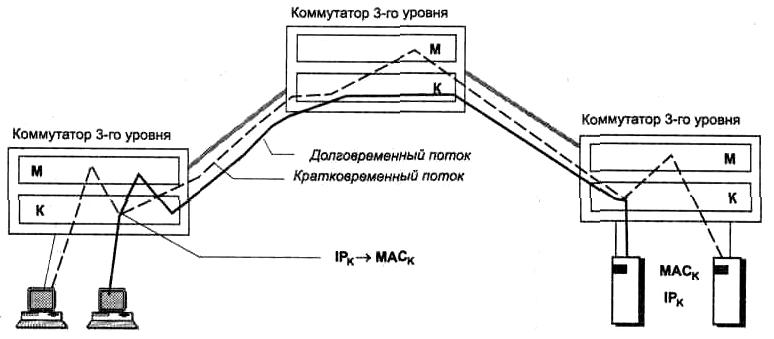 Коммутатор 3-го уровня
М
К
Коммутатор 3-го уровня
М
К
Коммутатор 3-го уровня
М
К
Долговременный поток
Кратковременный поток
IPК → MACК
MACК
IPК